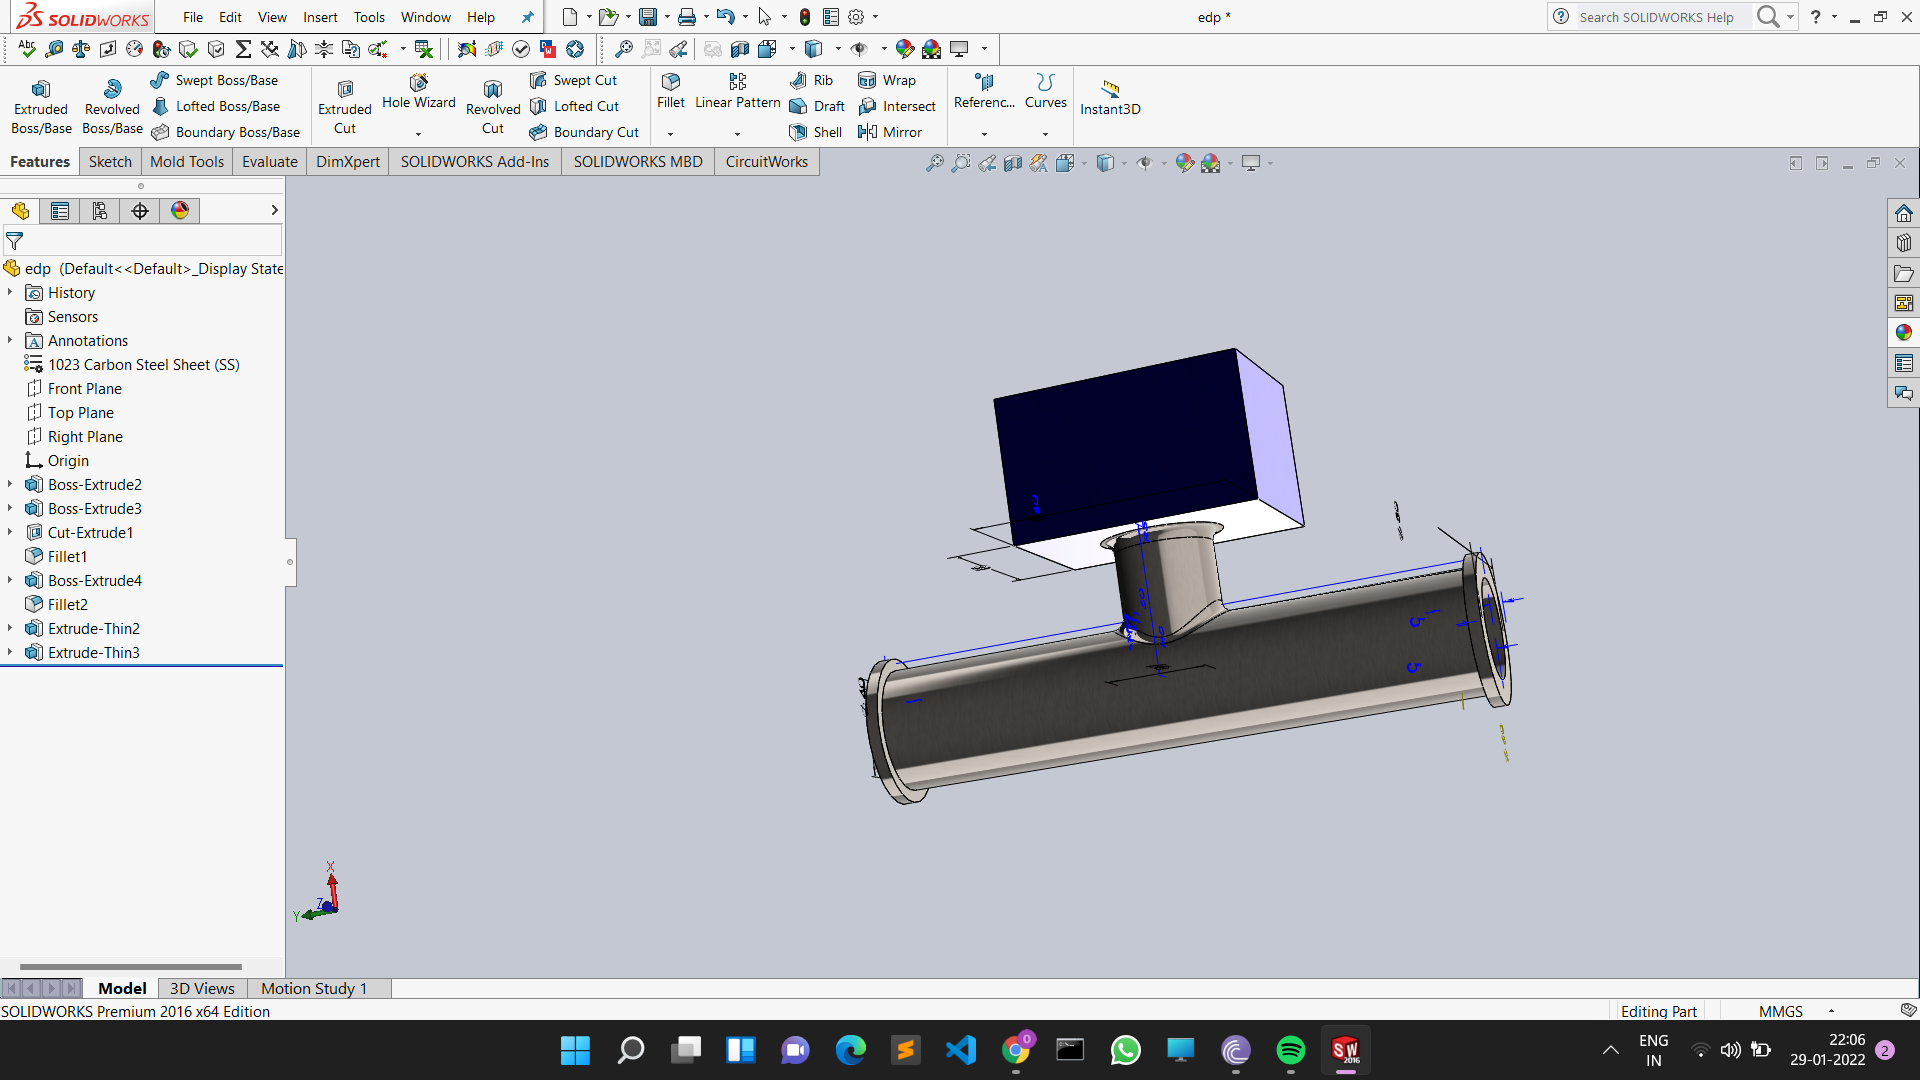 SOLIDWORKS File Edit View Insert Tools Window Help edp * Search SOLIDWORKS Help ?
Abc
Extruded Boss/Base
Revolved Boss/Base
Swept Boss/Base
Lofted Boss/Base
Boundary Boss/Base
Extruded Cut
Hole Wizard
Revolved Cut
Swept Cut
Lofted Cut
Boundary Cut
Fillet
Linear Pattern
Rib
Draft
Shell
Wrap
Intersect
Mirror
Referenc...
Curves
Instant3D
Features Sketch Mold Tools Evaluate DimXpert SOLIDWORKS Add-Ins SOLIDWORKS MBD CircuitWorks
edp (Default<<Default>_Display State
History
Sensors
Annotations
1023 Carbon Steel Sheet (SS)
Front Plane
Top Plane
Right Plane
Origin
Boss-Extrude2
Boss-Extrude3
Cut-Extrude1
Fillet1
Boss-Extrude4
Fillet2
Extrude-Thin2
Extrude-Thin3
5
5
X
Z
Y
Model 3D Views Motion Study 1
SOLIDWORKS Premium 2016 x64 Edition Editing Part MMGS
0
SW 2016
ENG
IN
22:06
29-01-2022
2